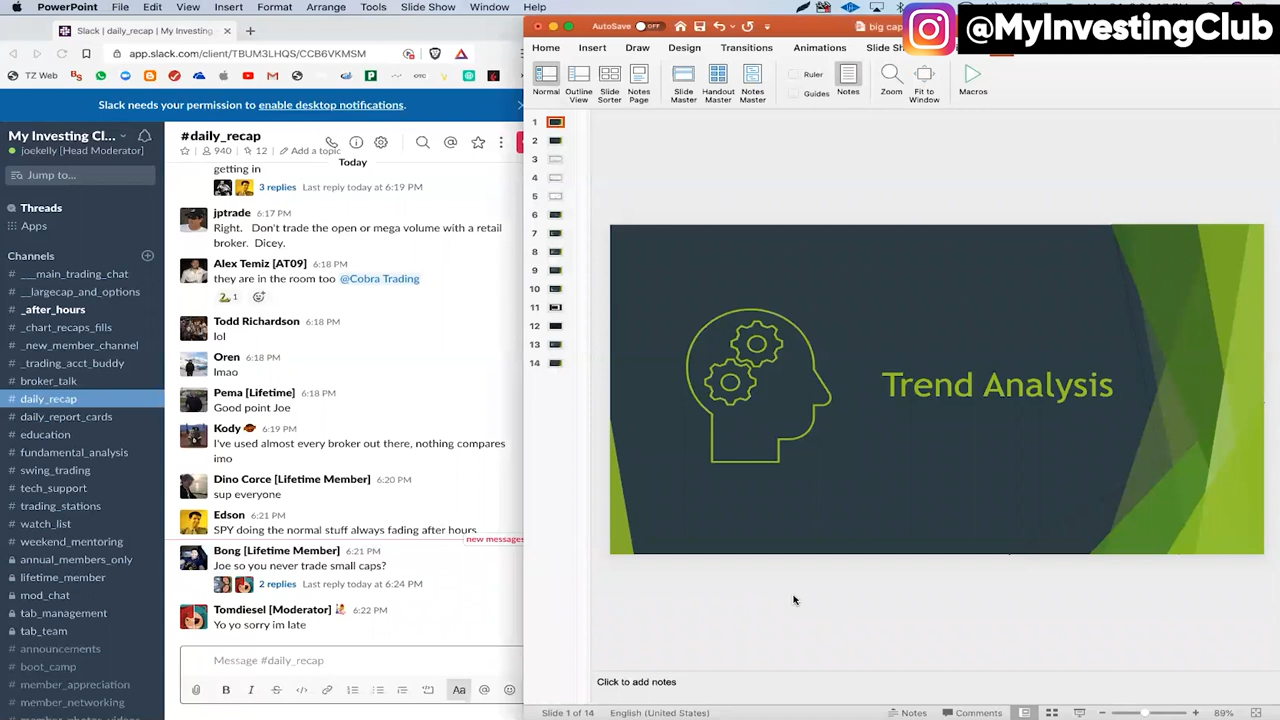 PowerPoint File Edit View Insert Format Arrange Tools Slide Show Window Help
@MyInvestingClub
Slack | daily_recap | My Investing
app.slack.com/client/TBUM3LHQS/CCB6VKMSM
TZ Web
Slack needs your permission to enable desktop notifications.
My Investing Cl...
oekelly [Head Moderator]
Jump to...
Threads
Apps
Channels
# ___main_trading_chat
# __largecap_and_options
# _after_hours
# _chart_recaps_fills
# _new_member_channel
# _trading_acct_buddy
# broker_talk
# daily_recap
# daily_report_cards
# education
# fundamental_analysis
# swing_trading
# tech_support
# trading_stations
# watch_list
# weekend_mentoring
annual_members_only
lifetime_member
mod_chat
tab_management
tab_team
# announcements
# boot_camp
# member_appreciation
# member_networking
#daily_recap
940 12 Add a topic
Today
getting in
3 replies Last reply today at 6:19 PM
jptrade 6:17 PM
Right. Don't trade the open or mega volume with a retail
broker. Dicey.
Alex Temiz [AT09] 6:18 PM
they are in the room too @Cobra Trading
1
Todd Richardson 6:18 PM
lol
Oren 6:18 PM
lmao
Pema [Lifetime] 6:18 PM
Good point Joe
Kody 6:19 PM
I've used almost every broker out there, nothing compares
imo
Dino Corce [Lifetime Member] 6:20 PM
sup everyone
Edson 6:21 PM
SPY doing the normal stuff always fading after hours
new messages
Bong [Lifetime Member] 6:21 PM
Joe so you never trade small caps?
2 replies Last reply today at 6:24 PM
Tomdiesel [Moderator] 6:22 PM
Yo yo sorry im late
Message #daily_recap
B I Aa @
AutoSave OFF big cap
Home Insert Draw Design Transitions Animations Slide Sh
Normal Outline View Slide Sorter Notes Page Slide Master Handout Master Notes Master Ruler Guides Notes Zoom Fit to Window Macros
1
2
3
4
5
6
7
8
9
10
11
12
13
14
Trend Analysis
Click to add notes
Slide 1 of 14 English (United States) Notes Comments 89%